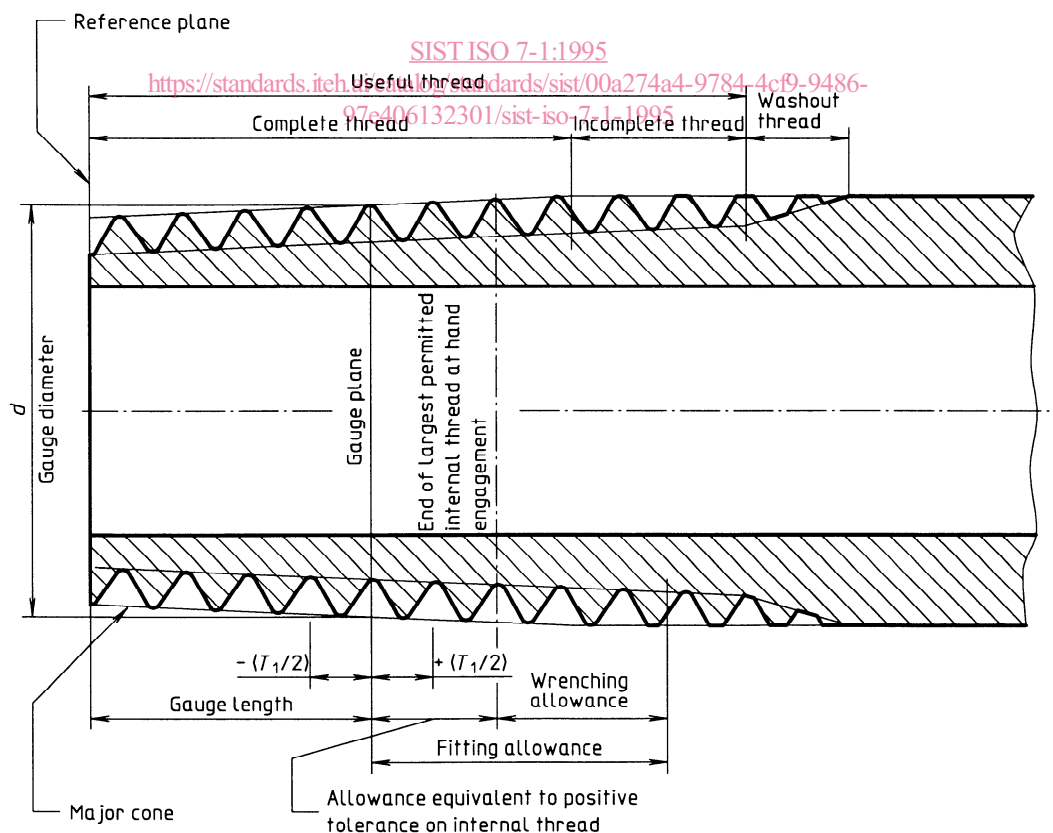 Reference plane
SIST ISO 7-1:1995
https://standards.iteh.ai/catalog/standards/sist/00a274a4-9784-4cf9-9486-
97e406132301/sist-iso-7-1-1995
Useful thread
Washout
thread
Complete thread
Incomplete thread
d
Gauge diameter
Gauge plane
End of largest permitted
internal thread at hand
engagement
- (T1/2)
+ (T1/2)
Wrenching
allowance
Gauge length
Fitting allowance
Major cone
Allowance equivalent to positive
tolerance on internal thread